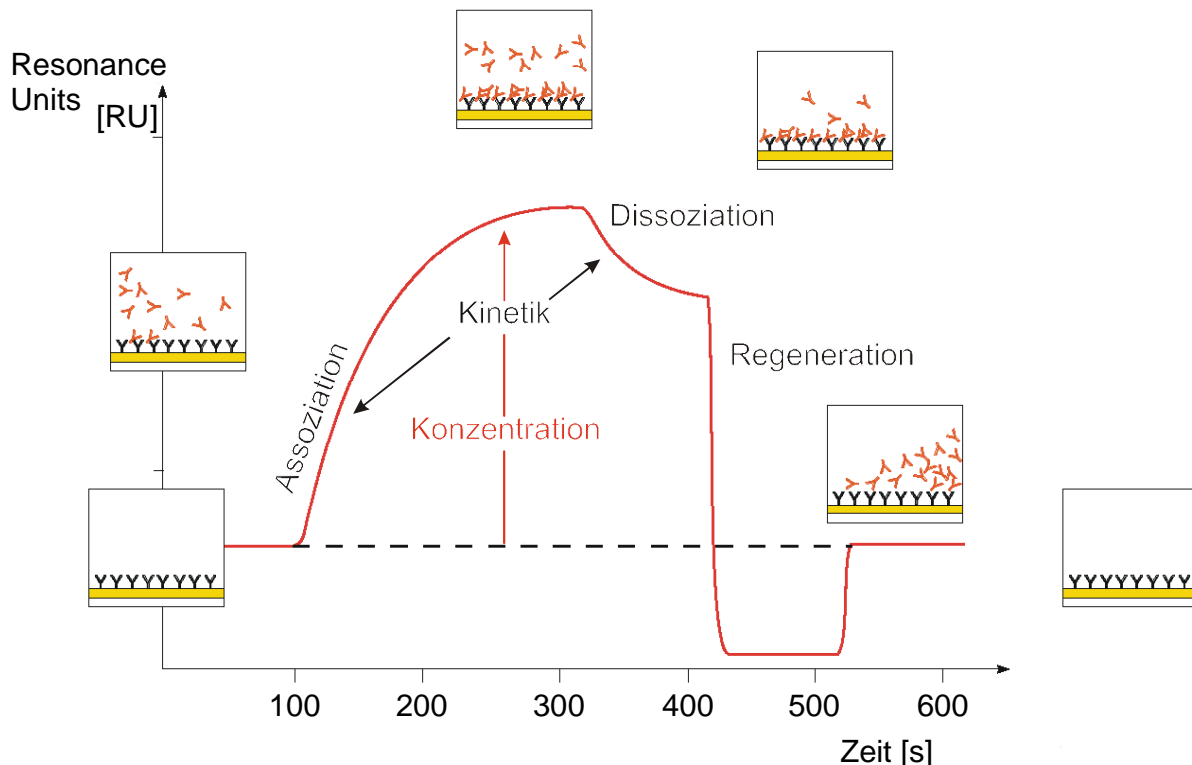 Resonance
Units
[RU]
Dissoziation
Kinetik
Regeneration
Assoziation
Konzentration
100 200 300 400 500 600
Zeit [s]